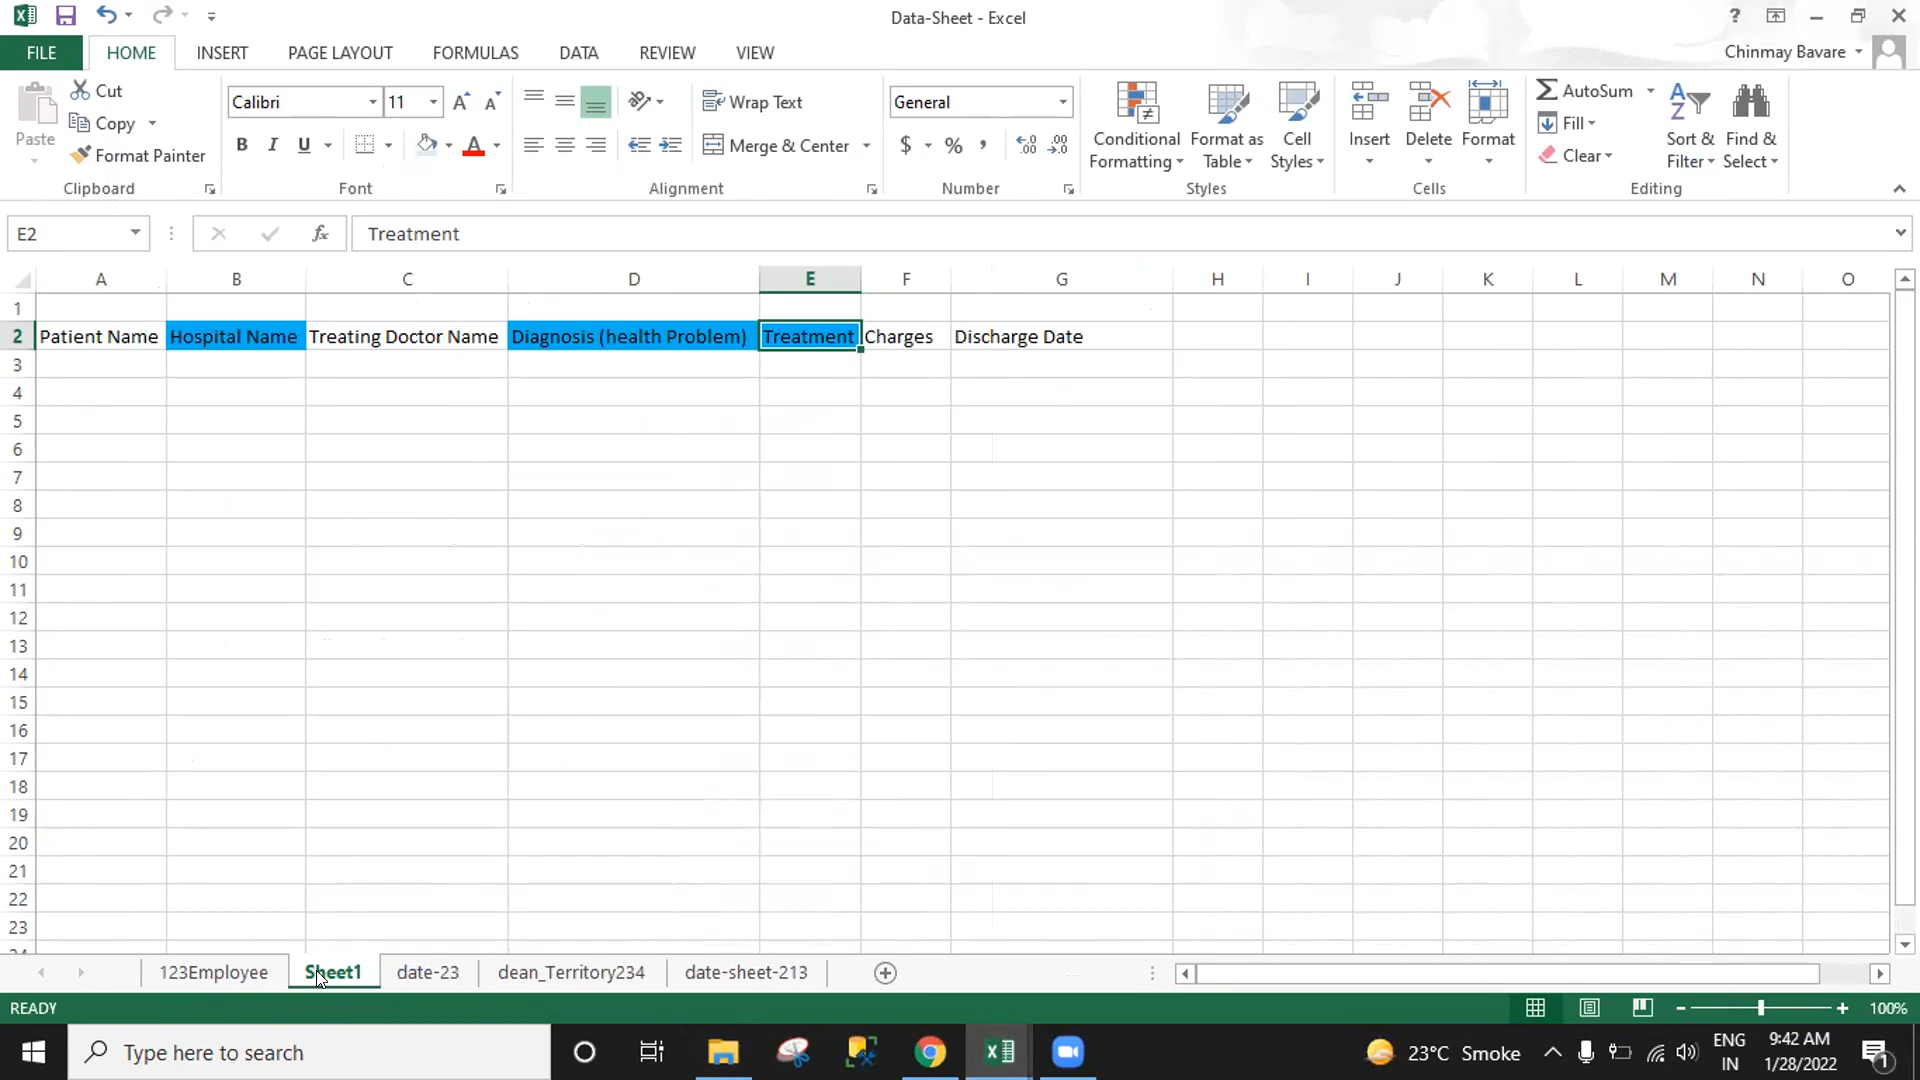 Data-Sheet - Excel
?
FILE HOME INSERT PAGE LAYOUT FORMULAS DATA REVIEW VIEW Chinmay Bavare
Paste
Cut
Copy
Format Painter
Clipboard
Calibri 11
B I U A
Font
Wrap Text
Merge & Center
Alignment
General
$ % ,
Number
Conditional Formatting
Format as Table
Cell Styles
Styles
Insert
Delete
Format
Cells
AutoSum
Fill
Clear
Sort & Filter
Find & Select
Editing
E2 fx Treatment
A B C D E F G H I J K L M N O
1
2 Patient Name Hospital Name Treating Doctor Name Diagnosis (health Problem) Treatment Charges Discharge Date
3
4
5
6
7
8
9
10
11
12
13
14
15
16
17
18
19
20
21
22
23
123Employee Sheet1 date-23 dean_Territory234 date-sheet-213
READY 100%
Type here to search
23°C Smoke
ENG
IN
9:42 AM
1/28/2022
1